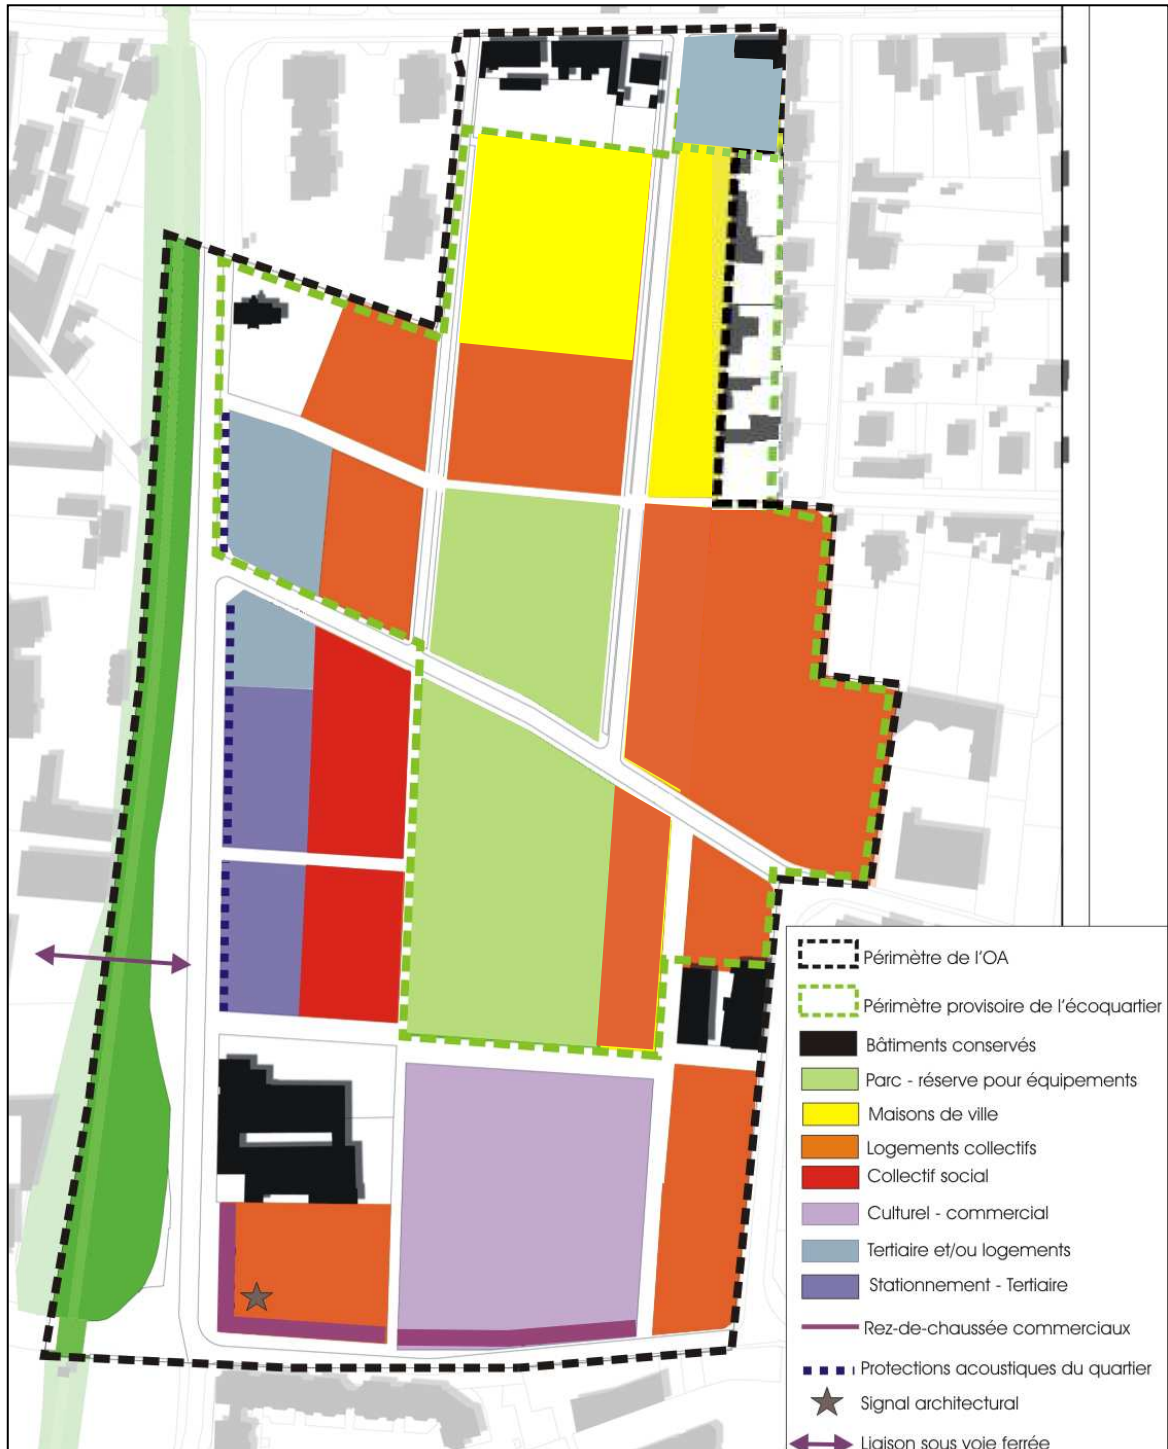 Périmètre de l'OA
Périmètre provisoire de l'écoquartier
Bâtiments conservés
Parc - réserve pour équipements
Maisons de ville
Logements collectifs
Collectif social
Culturel - commercial
Tertiaire et/ou logements
Stationnement - Tertiaire
Rez-de-chaussée commerciaux
Protections acoustiques du quartier
Signal architectural
Liaison sous voie ferrée